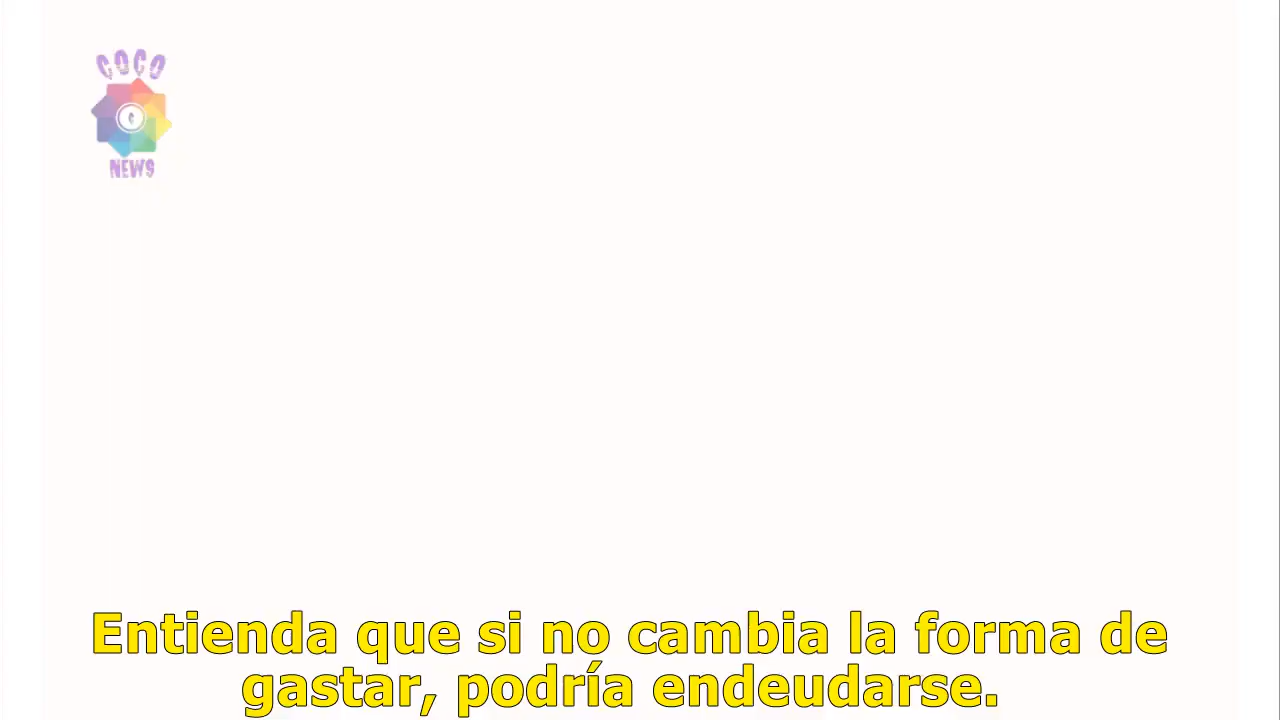 COCO
NEWS
Entienda que si no cambia la forma de
gastar, podría endeudarse.